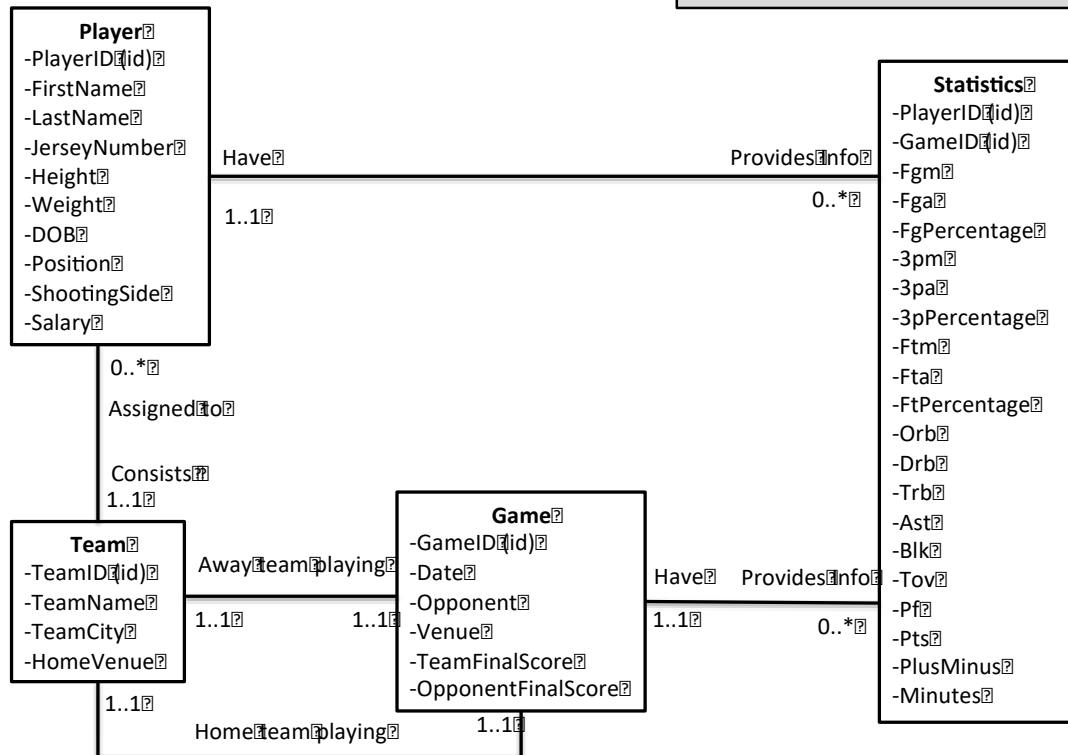 Player
-PlayerID (id)
-FirstName
-LastName
-JerseyNumber
-Height
-Weight
-DOB
-Position
-ShootingSide
-Salary
Have
1..1
Provides Info
0..*
Statistics
-PlayerID (id)
-GameID (id)
-Fgm
-Fga
-FgPercentage
-3pm
-3pa
-3pPercentage
-Ftm
-Fta
-FtPercentage
-Orb
-Drb
-Trb
-Ast
-Blk
-Tov
-Pf
-Pts
-PlusMinus
-Minutes
0..*
Assigned to
Consists
1..1
Team
-TeamID (id)
-TeamName
-TeamCity
-HomeVenue
Away team playing
1..1
1..1
Game
-GameID (id)
-Date
-Opponent
-Venue
-TeamFinalScore
-OpponentFinalScore
Have
Provides Info
1..1
0..*
1..1
Home team playing
1..1